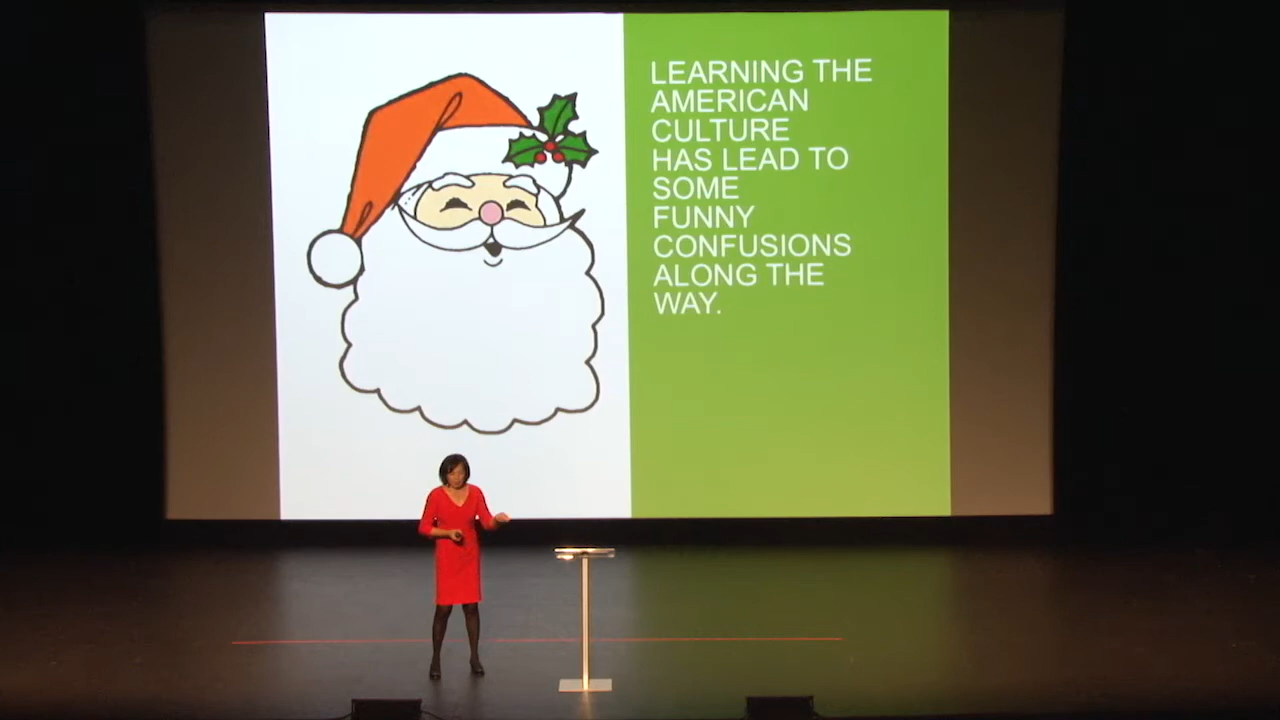 LEARNING THE
AMERICAN
CULTURE
HAS LEAD TO
SOME
FUNNY
CONFUSIONS
ALONG THE
WAY.